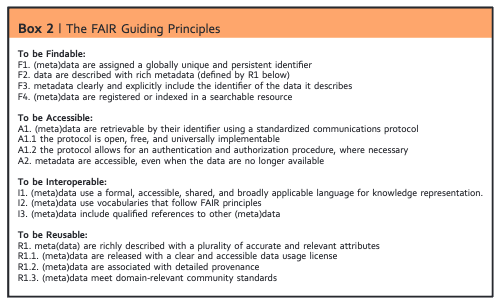 Box 2 | The FAIR Guiding Principles
To be Findable:
F1. (meta)data are assigned a globally unique and persistent identifier
F2. data are described with rich metadata (defined by R1 below)
F3. metadata clearly and explicitly include the identifier of the data it describes
F4. (meta)data are registered or indexed in a searchable resource
To be Accessible:
A1. (meta)data are retrievable by their identifier using a standardized communications protocol
A1.1 the protocol is open, free, and universally implementable
A1.2 the protocol allows for an authentication and authorization procedure, where necessary
A2. metadata are accessible, even when the data are no longer available
To be Interoperable:
I1. (meta)data use a formal, accessible, shared, and broadly applicable language for knowledge representation.
I2. (meta)data use vocabularies that follow FAIR principles
I3. (meta)data include qualified references to other (meta)data
To be Reusable:
R1. meta(data) are richly described with a plurality of accurate and relevant attributes
R1.1. (meta)data are released with a clear and accessible data usage license
R1.2. (meta)data are associated with detailed provenance
R1.3. (meta)data meet domain-relevant community standards